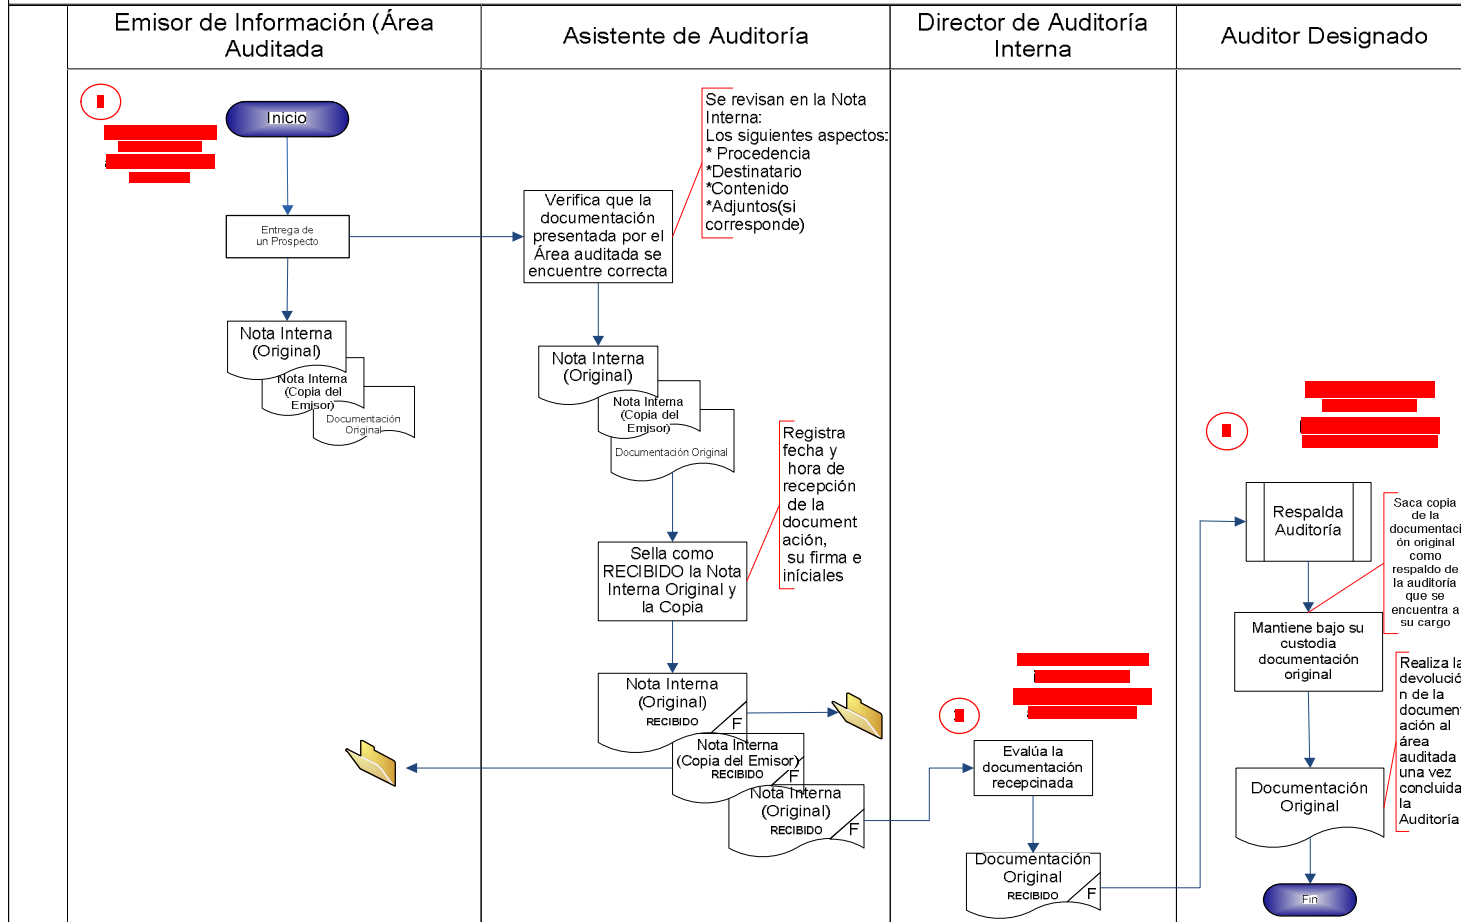 Emisor de Información (Área
Auditada
Asistente de Auditoría
Director de Auditoría
Interna
Auditor Designado
Inicio
Entrega de
un Prospecto
Nota Interna
(Original)
Nota Interna
(Copia del
Emisor)
Documentación
Original
Se revisan en la Nota
Interna:
Los siguientes aspectos:
* Procedencia
*Destinatario
*Contenido
*Adjuntos(si
corresponde)
Verifica que la
documentación
presentada por el
Área auditada se
encuentre correcta
Nota Interna
(Original)
Nota Interna
(Copia del
Emisor)
Documentación Original
Registra
fecha y
hora de
recepción
de la
document
ación,
su firma e
iníciales
Sella como
RECIBIDO la Nota
Interna Original y
la Copia
Nota Interna
(Original)
RECIBIDO
F
Nota Interna
(Copia del Emisor)
RECIBIDO
F
Nota Interna
(Original)
RECIBIDO
F
Evalúa la
documentación
recepcinada
Documentación
Original
RECIBIDO
F
Respalda
Auditoría
Saca copia
de la
documentaci
ón original
como
respaldo de
la auditoría
que se
encuentra a
su cargo
Mantiene bajo su
custodia
documentación
original
Realiza la
devolució
n de la
document
ación al
área
auditada
una vez
concluida
la
Auditoría
Documentación
Original
Fin